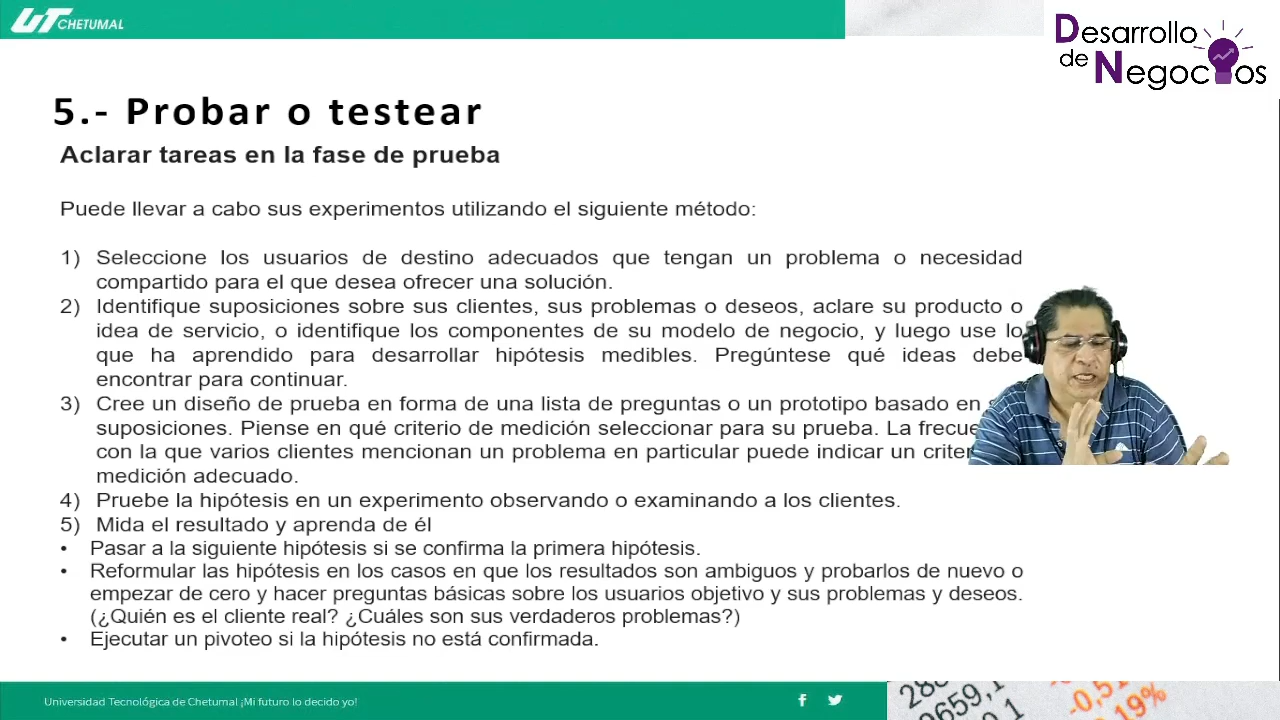 UT CHETUMAL
Desarrollo
de Negocios
5.- Probar o testear
Aclarar tareas en la fase de prueba
Puede llevar a cabo sus experimentos utilizando el siguiente método:
1) Seleccione los usuarios de destino adecuados que tengan un problema o necesidad
compartido para el que desea ofrecer una solución.
2) Identifique suposiciones sobre sus clientes, sus problemas o deseos, aclare su producto o
idea de servicio, o identifique los componentes de su modelo de negocio, y luego use lo
que ha aprendido para desarrollar hipótesis medibles. Pregúntese qué ideas debe
encontrar para continuar.
3) Cree un diseño de prueba en forma de una lista de preguntas o un prototipo basado en
suposiciones. Piense en qué criterio de medición seleccionar para su prueba. La
con la que varios clientes mencionan un problema en particular puede indicar un
medición adecuado.
4) Pruebe la hipótesis en un experimento observando o examinando a los clientes.
5) Mida el resultado y aprenda de él
• Pasar a la siguiente hipótesis si se confirma la primera hipótesis.
• Reformular las hipótesis en los casos en que los resultados son ambiguos y probarlos de nuevo o
empezar de cero y hacer preguntas básicas sobre los usuarios objetivo y sus problemas y deseos.
(¿Quién es el cliente real? ¿Cuáles son sus verdaderos problemas?)
• Ejecutar un pivoteo si la hipótesis no está confirmada.
Universidad Tecnológica de Chetumal ¡Mi futuro lo decido yo!